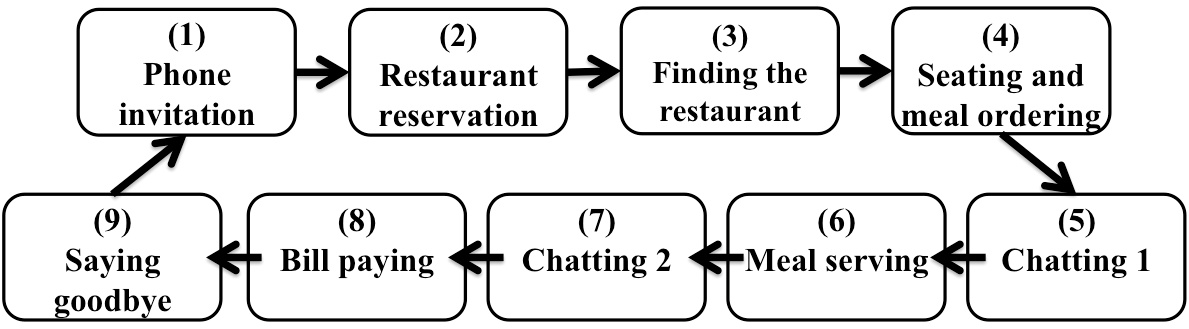 (1)
Phone
invitation
(2)
Restaurant
reservation
(3)
Finding the
restaurant
(4)
Seating and
meal ordering
(5)
Chatting 1
(6)
Meal serving
(7)
Chatting 2
(8)
Bill paying
(9)
Saying
goodbye